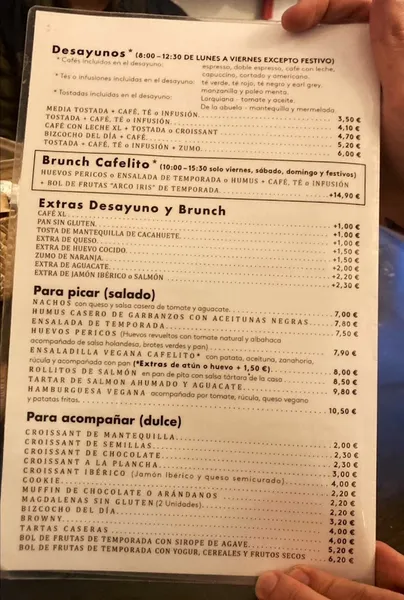 Desayunos* (8:00–12:30 DE LUNES A VIERNES EXCEPTO FESTIVO)
* Cafés incluidos en el desayuno: espresso, doble espresso, café con leche, capuccino, cortado y americano.
* Tés o infusiones incluidos en el desayuno: té verde, té rojo, té negro y earl grey. manzanilla y poleo menta.
* Tostadas incluidas en el desayuno: Lorquiana - tomate y aceite. De la abuelo - mantequilla y mermelada.
MEDIA TOSTADA + CAFÉ, TÉ o INFUSIÓN 3,50 €
TOSTADA + CAFÉ, TÉ o INFUSIÓN 4,10 €
CAFÉ CON LECHE XL + TOSTADA o CROISSANT 4,70 €
BIZCOCHO DEL DÍA + CAFÉ 5,20 €
TOSTADA + CAFÉ, TÉ o INFUSIÓN + ZUMO 6,00 €
Brunch Cafelito* (10:00–15:30 solo viernes, sábado, domingo y festivos)
HUEVOS PERICOS o ENSALADA DE TEMPORADA o HUMUS + CAFÉ, TÉ o INFUSIÓN
+ BOL DE FRUTAS "ARCO IRIS" DE TEMPORADA +14,90 €
Extras Desayuno y Brunch
CAFÉ XL +1,00 €
PAN SIN GLUTEN +1,00 €
TOSTA DE MANTEQUILLA DE CACAHUETE +1,00 €
EXTRA DE QUESO +1,50 €
EXTRA DE HUEVO COCIDO +1,50 €
ZUMO DE NARANJA +2,00 €
EXTRA DE AGUACATE +2,20 €
EXTRA DE JAMÓN IBÉRICO o SALMÓN +2,30 €
Para picar (salado)
NACHOS con queso y salsa casera de tomate y aguacate 7,00 €
HUMUS CASERO DE GARBANZOS CON ACEITUNAS NEGRAS 7,80 €
ENSALADA DE TEMPORADA 7,50 €
HUEVOS PERICOS (Huevos revueltos con tomate natural y albahaca
acompañada de salsa holandesa, brotes verdes y pan) 7,90 €
ENSALADILLA VEGANA CAFELITO* con patata, aceituna, zanahoria,
rúcula y acompañado con pan (*Extras de atún o huevo + 1,50 €) 8,00 €
ROLLITOS DE SALMÓN en pan de pita con salsa tártara de la casa 8,50 €
TARTAR DE SALMON AHUMADO Y AGUACATE 9,80 €
HAMBURGUESA VEGANA acompañada por tomate, rúcula, queso vegano
y patatas fritas 10,50 €
Para acompañar (dulce)
CROISSANT DE MANTEQUILLA 2,00 €
CROISSANT DE SEMILLAS 2,30 €
CROISSANT DE CHOCOLATE 2,30 €
CROISSANT A LA PLANCHA 3,00 €
CROISSANT IBÉRICO (Jamón Ibérico y queso semicurado) 4,00 €
COOKIE 2,20 €
MUFFIN DE CHOCOLATE O ARÁNDANOS 2,20 €
MAGDALENAS SIN GLUTEN (2 Unidades) 2,20 €
BIZCOCHO DEL DÍA 3,20 €
BROWNY 4,00 €
TARTAS CASERAS 4,00 €
BOL DE FRUTAS DE TEMPORADA CON SIROPE DE AGAVE 5,20 €
BOL DE FRUTAS DE TEMPORADA CON YOGUR, CEREALES Y FRUTOS SECOS 6,20 €